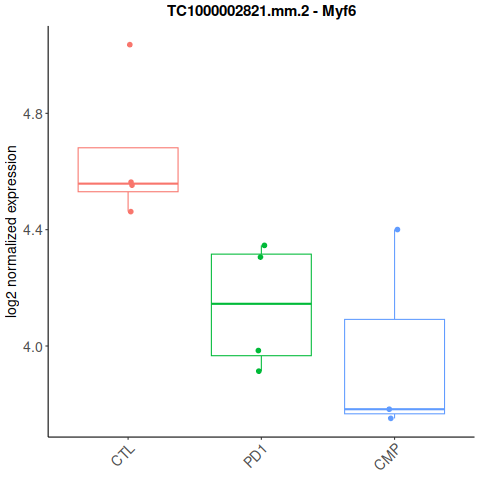 TC1000002821.mm.2 - Myf6
log2 normalized expression
4.8
4.4
4.0
CTL
PD1
CMP